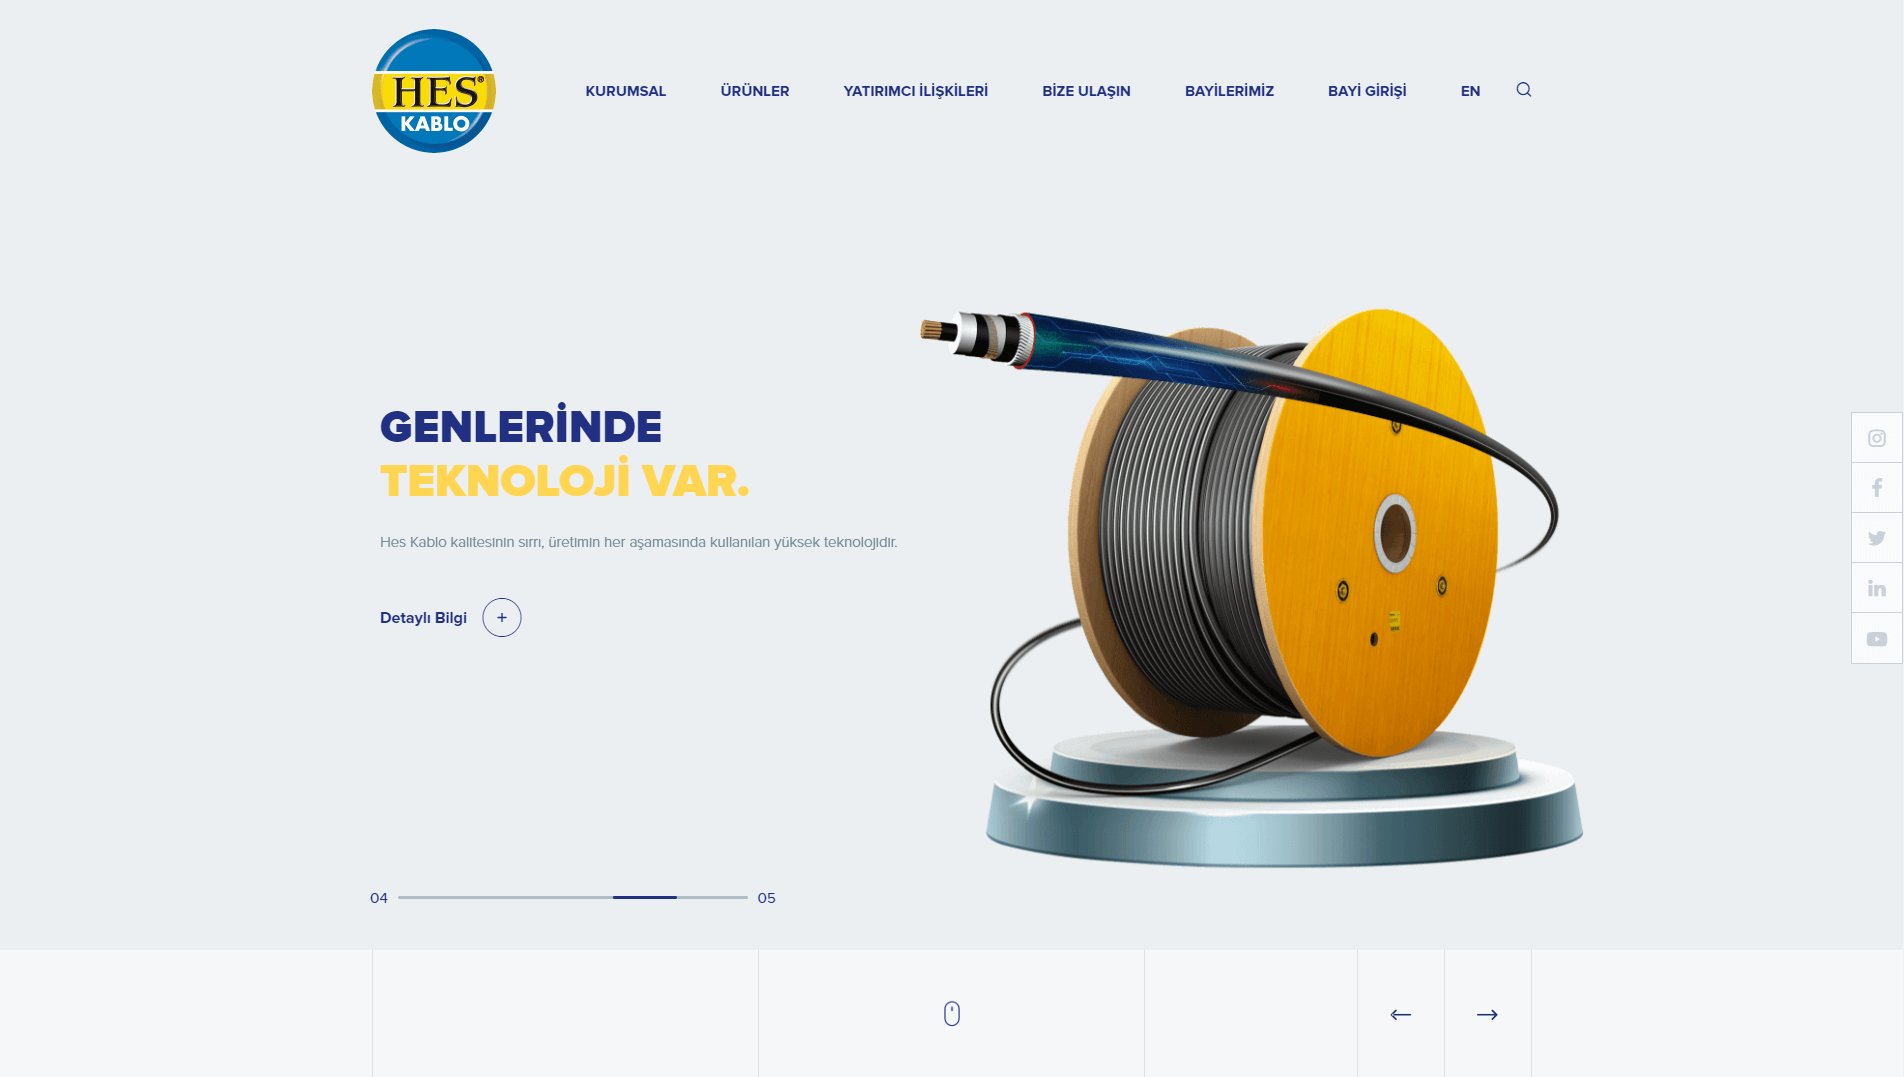 HES®
KABLO
KURUMSAL
ÜRÜNLER
YATIRIMCI İLİŞKİLERİ
BİZE ULAŞIN
BAYİLERİMİZ
BAYİ GİRİŞİ
EN
GENLERİNDE
TEKNOLOJİ VAR.
Hes Kablo kalitesinin sırrı, üretimin her aşamasında kullanılan yüksek teknolojidir.
Detaylı Bilgi
04
05